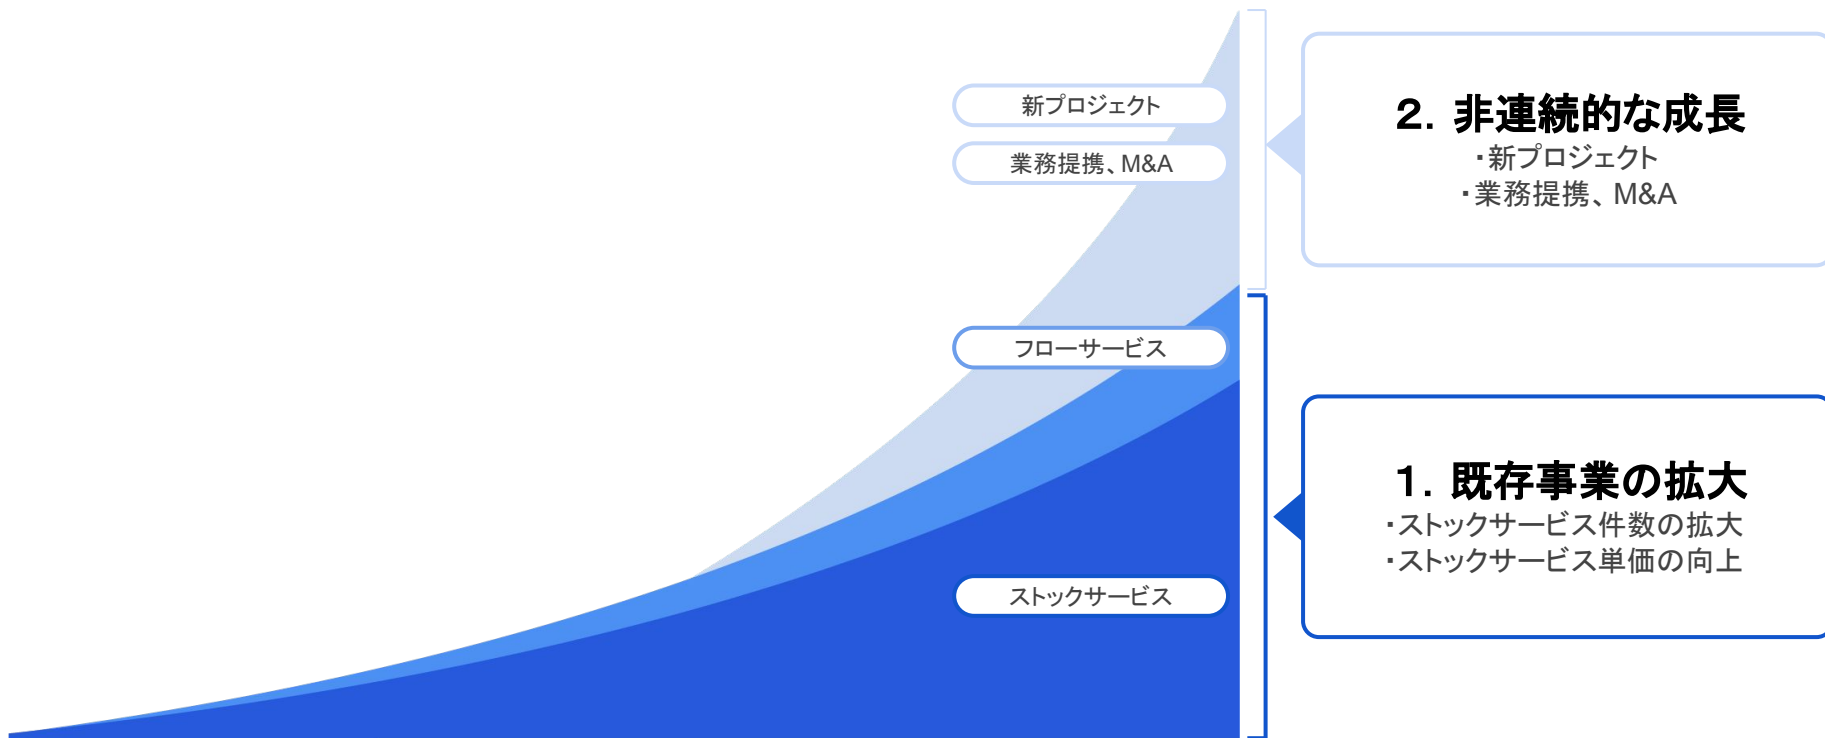 新プロジェクト
業務提携、M&A
フローサービス
ストックサービス
2. 非連続的な成長
・新プロジェクト
・業務提携、M&A
1. 既存事業の拡大
・ストックサービス件数の拡大
・ストックサービス単価の向上